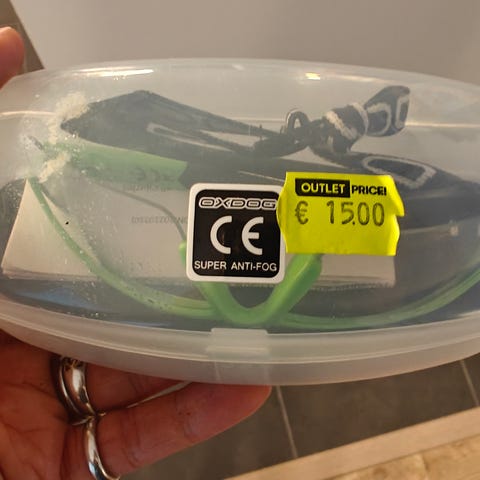 OXDOG
CE
SUPER ANTI-FOG
OUTLET PRICE!
€ 15.00